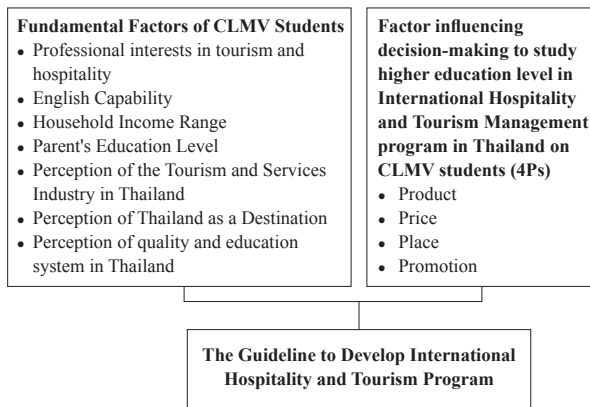 Fundamental Factors of CLMV Students
• Professional interests in tourism and
hospitality
• English Capability
• Household Income Range
• Parent's Education Level
• Perception of the Tourism and Services
Industry in Thailand
• Perception of Thailand as a Destination
• Perception of quality and education
system in Thailand
Factor influencing
decision-making to study
higher education level in
International Hospitality
and Tourism Management
program in Thailand on
CLMV students (4Ps)
• Product
• Price
• Place
• Promotion
The Guideline to Develop International
Hospitality and Tourism Program